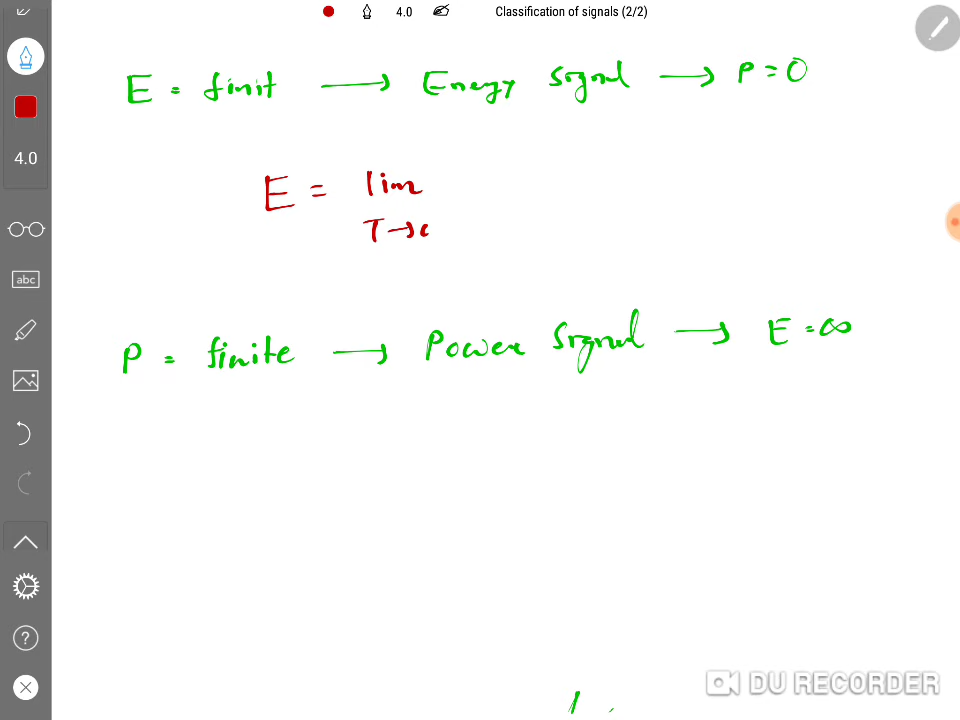 4.0 Classification of signals (2/2)
E = finit → Energy signal → P = 0
4.0
E = lim
T →
abc
P = finite → Power signal → E = ∞
DU RECORDER